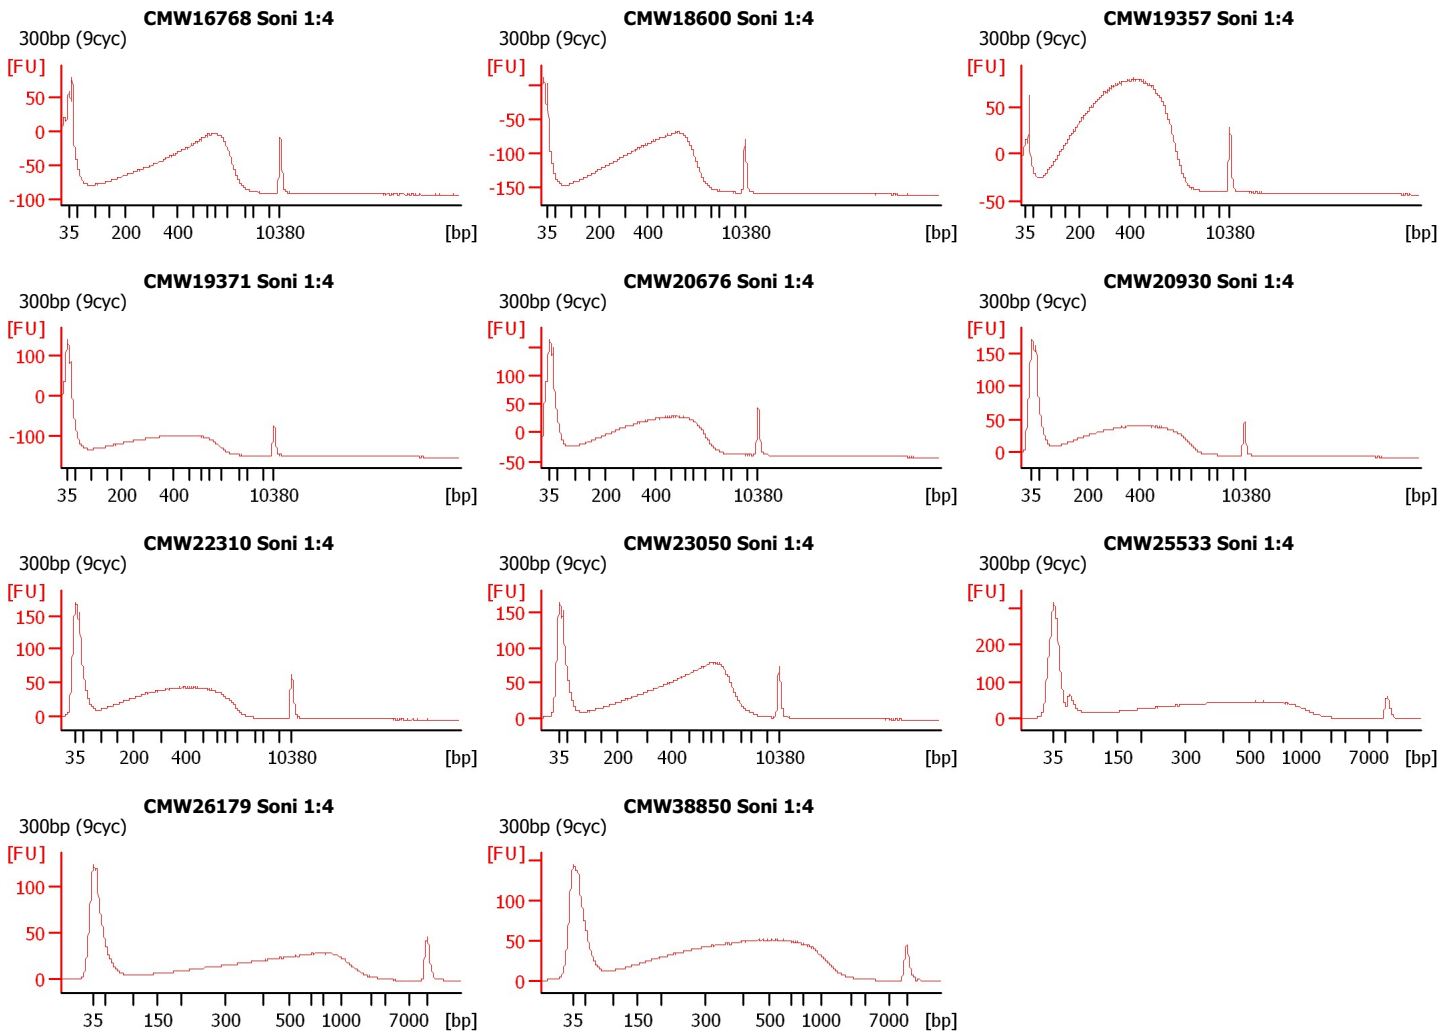 CMW16768 Soni 1:4
300bp (9cyc)
[FU]
50
0
-50
-100
35 200 400 10380 [bp]
CMW18600 Soni 1:4
300bp (9cyc)
[FU]
-50
-100
-150
35 200 400 10380 [bp]
CMW19357 Soni 1:4
300bp (9cyc)
[FU]
50
0
-50
35 200 400 10380 [bp]
CMW19371 Soni 1:4
300bp (9cyc)
[FU]
100
0
-100
35 200 400 10380 [bp]
CMW20676 Soni 1:4
300bp (9cyc)
[FU]
100
50
0
-50
35 200 400 10380 [bp]
CMW20930 Soni 1:4
300bp (9cyc)
[FU]
150
100
50
0
35 200 400 10380 [bp]
CMW22310 Soni 1:4
300bp (9cyc)
[FU]
150
100
50
0
35 200 400 10380 [bp]
CMW23050 Soni 1:4
300bp (9cyc)
[FU]
150
100
50
0
35 200 400 10380 [bp]
CMW25533 Soni 1:4
300bp (9cyc)
[FU]
200
100
0
35 150 300 500 1000 7000 [bp]
CMW26179 Soni 1:4
300bp (9cyc)
[FU]
100
50
0
35 150 300 500 1000 7000 [bp]
CMW38850 Soni 1:4
300bp (9cyc)
[FU]
100
50
0
35 150 300 500 1000 7000 [bp]